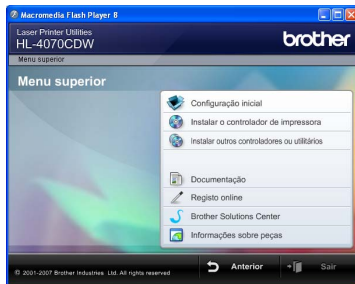 Macromedia Flash Player 8
Laser Printer Utilities
HL-4070CDW
brother
Menu superior
Menu superior
Configuração inicial
Instalar o controlador de impressora
Instalar outros controladores ou utilitários
Documentação
Registo online
Brother Solutions Center
Informações sobre peças
© 2001-2007 Brother Industries Ltd. All rights reserved
Anterior
Sair